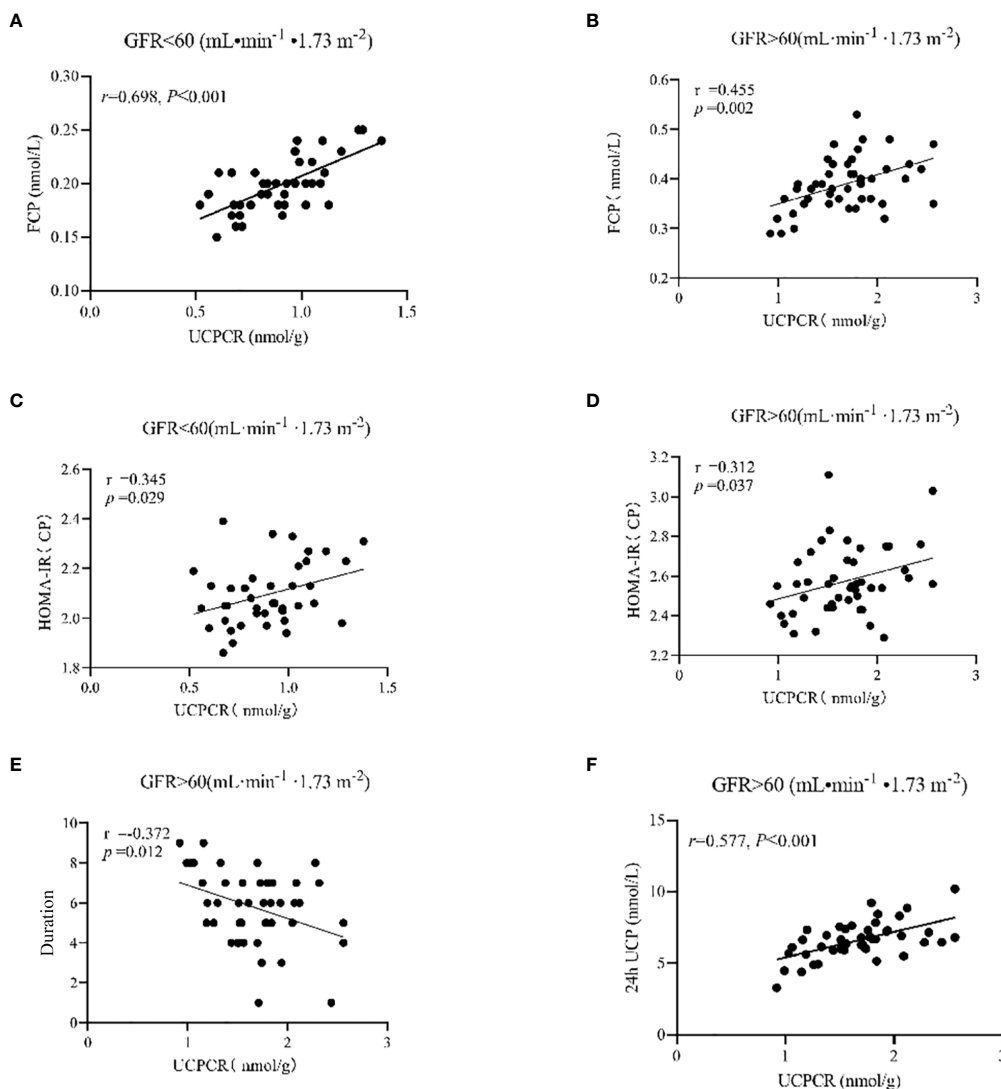 A
GFR<60 (mL•min⁻¹ •1.73 m⁻²)
r=0.698, P<0.001
FCP (nmol/L)
0.30
0.25
0.20
0.15
0.10
0.0 0.5 1.0 1.5
UCPCR (nmol/g)
B
GFR>60(mL•min⁻¹ •1.73 m⁻²)
r =0.455
p =0.002
FCP( nmol/L)
0.6
0.5
0.4
0.3
0.2
0 1 2 3
UCPCR( nmol/g)
C
GFR<60(mL·min⁻¹ ·1.73 m⁻²)
r =0.345
p =0.029
HOMA-IR( CP)
2.6
2.4
2.2
2.0
1.8
0.0 0.5 1.0 1.5
UCPCR( nmol/g)
D
GFR>60(mL·min⁻¹ ·1.73 m⁻²)
r =0.312
p =0.037
HOMA-IR( CP)
3.4
3.2
3.0
2.8
2.6
2.4
2.2
0 1 2 3
UCPCR( nmol/g)
E
GFR>60(mL·min⁻¹ ·1.73 m⁻²)
r =-0.372
p =0.012
Duration
10
8
6
4
2
0
0 1 2 3
UCPCR( nmol/g)
F
GFR>60 (mL•min⁻¹ •1.73 m⁻²)
r=0.577, P<0.001
24h UCP (nmol/L)
15
10
5
0
0 1 2 3
UCPCR (nmol/g)